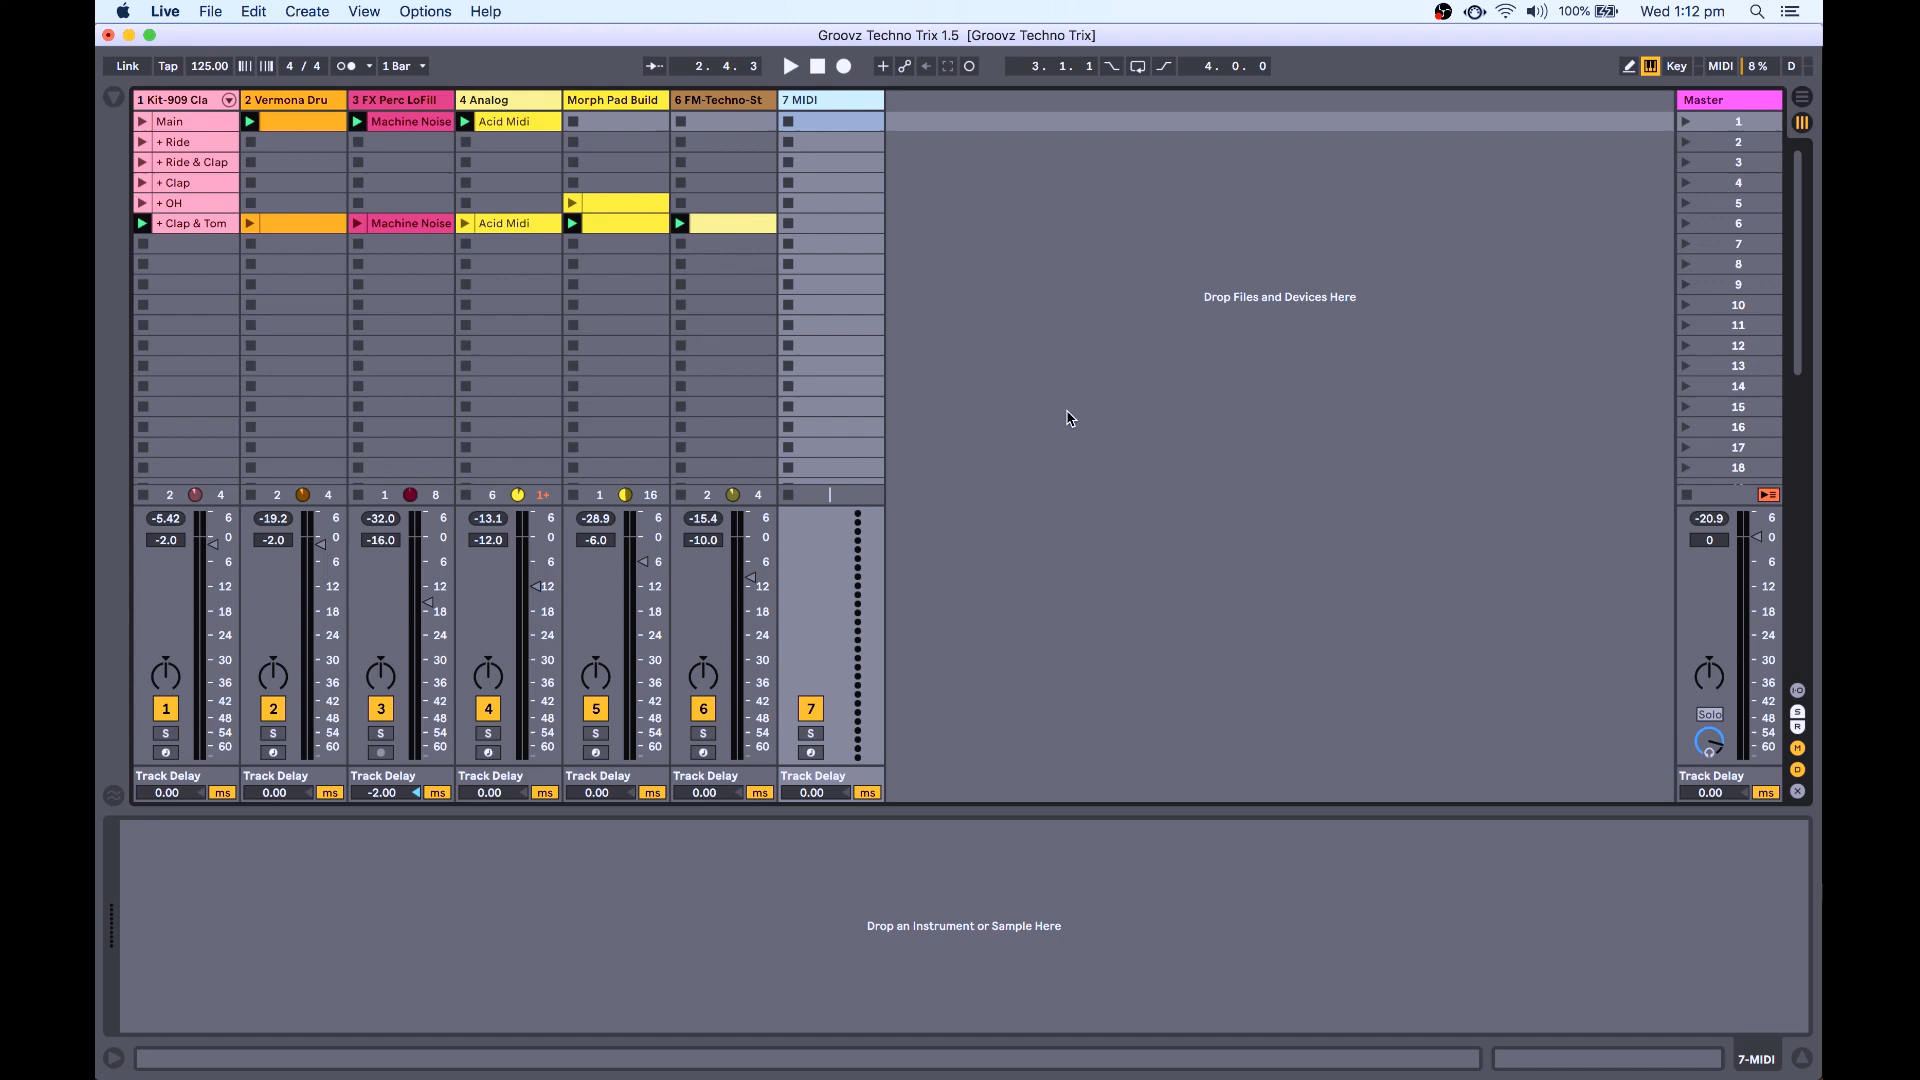 Live File Edit Create View Options Help 100% Wed 1:12 pm
Groovz Techno Trix 1.5 [Groovz Techno Trix]
Link Tap 125.00 4 / 4 1 Bar 2. 4. 3 3. 1. 1 4. 0. 0 Key MIDI 8 % D
1 Kit-909 Cla 2 Vermona Dru 3 FX Perc LoFill 4 Analog Morph Pad Build 6 FM-Techno-St 7 MIDI Master
Main Machine Noise Acid Midi 1
+ Ride 2
+ Ride & Clap 3
+ Clap 4
+ OH 5
+ Clap & Tom Machine Noise Acid Midi 6
7
8
9
Drop Files and Devices Here
10
11
12
13
14
15
16
17
18
2 4 2 4 1 8 6 1+ 1 16 2 4
-5.42 6 -19.2 6 -32.0 6 -13.1 6 -28.9 6 -15.4 6 -20.9 6
-2.0 0 -2.0 0 -16.0 0 -12.0 0 -6.0 0 -10.0 0 0 0
6 6 6 6 6 6 6
12 12 12 12 12 12 12
18 18 18 18 18 18 18
24 24 24 24 24 24 24
30 30 30 30 30 30 30
36 36 36 36 36 36 36
42 42 42 42 42 42 42
1 2 3 4 5 6 7 Solo
48 48 48 48 48 48 48
S 54 S 54 S 54 S 54 S 54 S 54 S 54
60 60 60 60 60 60 60
S
R
M
D
Track Delay Track Delay Track Delay Track Delay Track Delay Track Delay Track Delay Track Delay
0.00 ms 0.00 ms -2.00 ms 0.00 ms 0.00 ms 0.00 ms 0.00 ms 0.00 ms
Drop an Instrument or Sample Here
7-MIDI